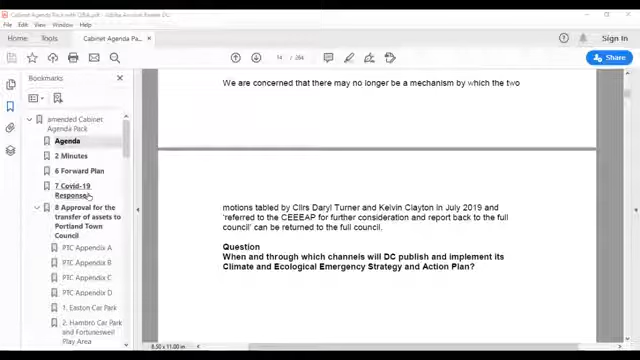 Cabinet Agenda Pack with Q&A.pdf - Adobe Acrobat Reader DC
File Edit View Window Help
Home Tools Cabinet Agenda Pa... × Sign In
14 / 264 Share
Bookmarks
amended Cabinet
Agenda Pack
Agenda
2 Minutes
6 Forward Plan
7 Covid-19
Response
8 Approval for the
transfer of assets to
Portland Town
Council
PTC Appendix A
PTC Appendix B
PTC Appendix C
PTC Appendix D
1. Easton Car Park
2. Hambro Car Park
and Fortuneswell
Play Area
We are concerned that there may no longer be a mechanism by which the two
motions tabled by Cllrs Daryl Turner and Kelvin Clayton in July 2019 and
‘referred to the CEEEAP for further consideration and report back to the full
council’ can be returned to the full council.
Question
When and through which channels will DC publish and implement its
Climate and Ecological Emergency Strategy and Action Plan?
8.50 x 11.00 in